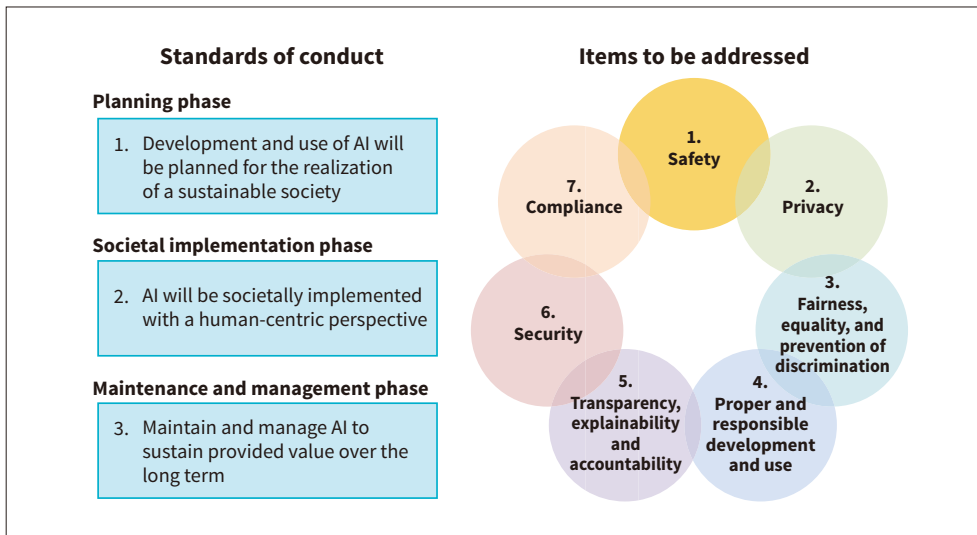 Standards of conduct
Planning phase
1. Development and use of AI will
be planned for the realization
of a sustainable society
Societal implementation phase
2. AI will be societally implemented
with a human-centric perspective
Maintenance and management phase
3. Maintain and manage AI to
sustain provided value over the
long term
Items to be addressed
1.
Safety
2.
Privacy
3.
Fairness,
equality, and
prevention of
discrimination
4.
Proper and
responsible
development
and use
5.
Transparency,
explainability
and
accountability
6.
Security
7.
Compliance